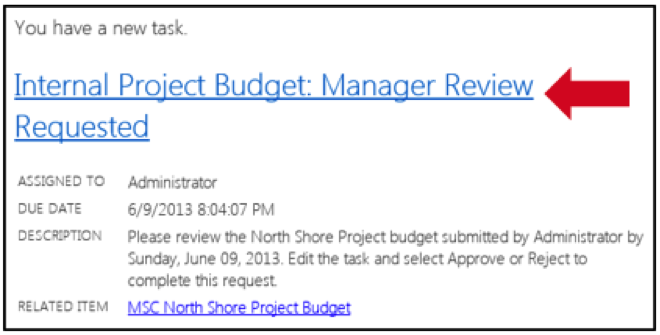 You have a new task.
Internal Project Budget: Manager Review
Requested
ASSIGNED TO Administrator
DUE DATE 6/9/2013 8:04:07 PM
DESCRIPTION Please review the North Shore Project budget submitted by Administrator by
Sunday, June 09, 2013. Edit the task and select Approve or Reject to
complete this request.
RELATED ITEM MSC North Shore Project Budget